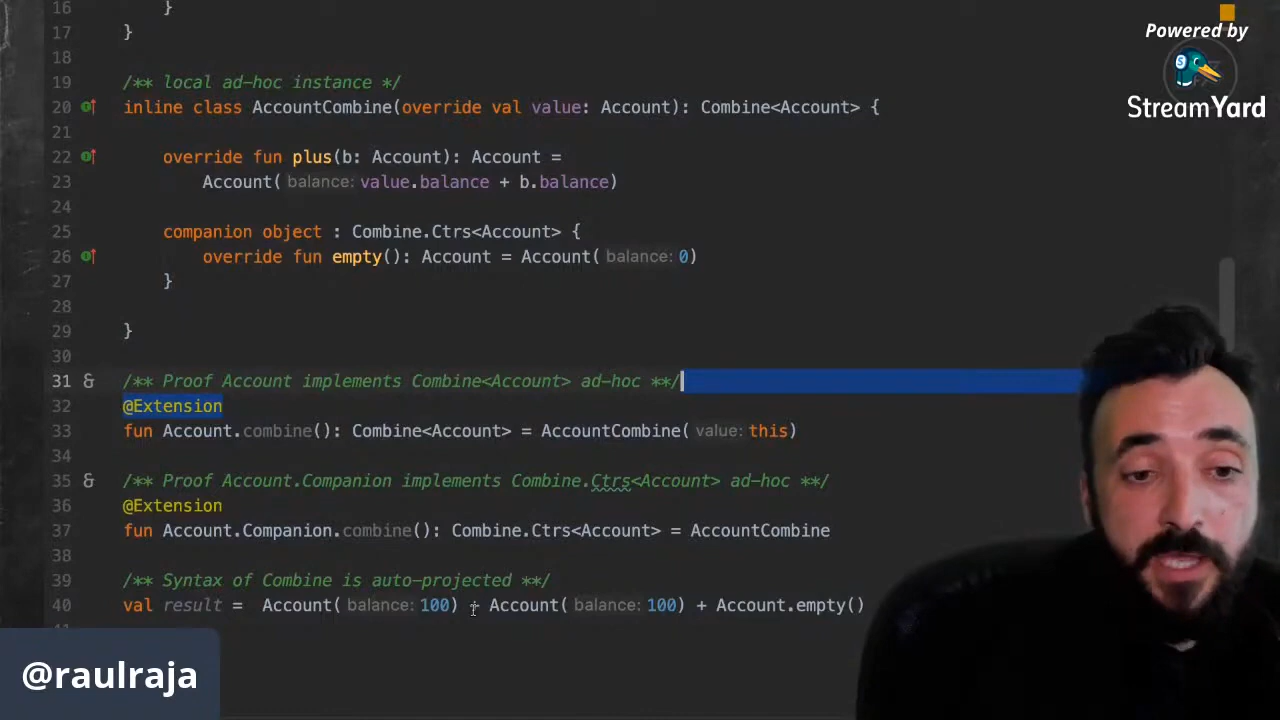 16
}
17
}
18
19
/** local ad-hoc instance */
20
inline class AccountCombine(override val value: Account): Combine<Account> {
21
22
override fun plus(b: Account): Account =
23
Account( balance: value.balance + b.balance)
24
25
companion object : Combine.Ctrs<Account> {
26
override fun empty(): Account = Account( balance: 0)
27
}
28
29
}
30
31
/** Proof Account implements Combine<Account> ad-hoc **/
32
@Extension
33
fun Account.combine(): Combine<Account> = AccountCombine( value: this)
34
35
/** Proof Account.Companion implements Combine.Ctrs<Account> ad-hoc **/
36
@Extension
37
fun Account.Companion.combine(): Combine.Ctrs<Account> = AccountCombine
38
39
/** Syntax of Combine is auto-projected **/
40
val result = Account( balance: 100) + Account( balance: 100) + Account.empty()
Powered by
S
StreamYard
@raulraja